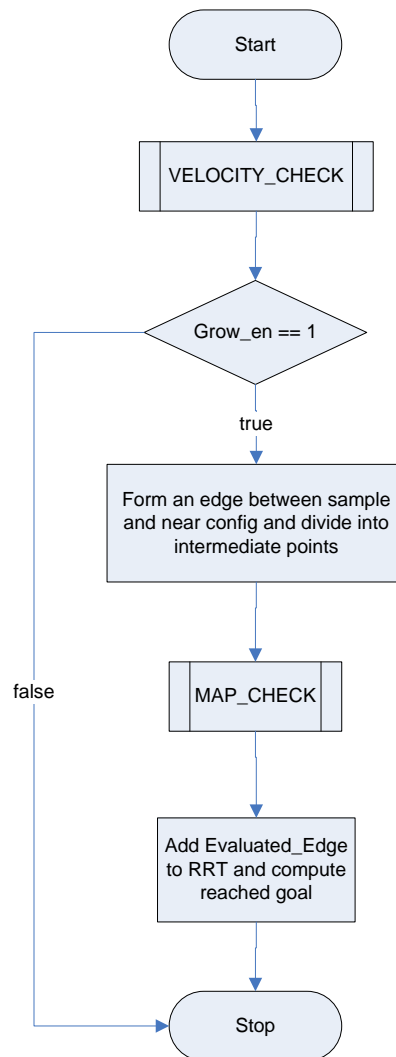 Start
VELOCITY_CHECK
Grow_en == 1
true
Form an edge between sample
and near config and divide into
intermediate points
false
MAP_CHECK
Add Evaluated_Edge
to RRT and compute
reached goal
Stop